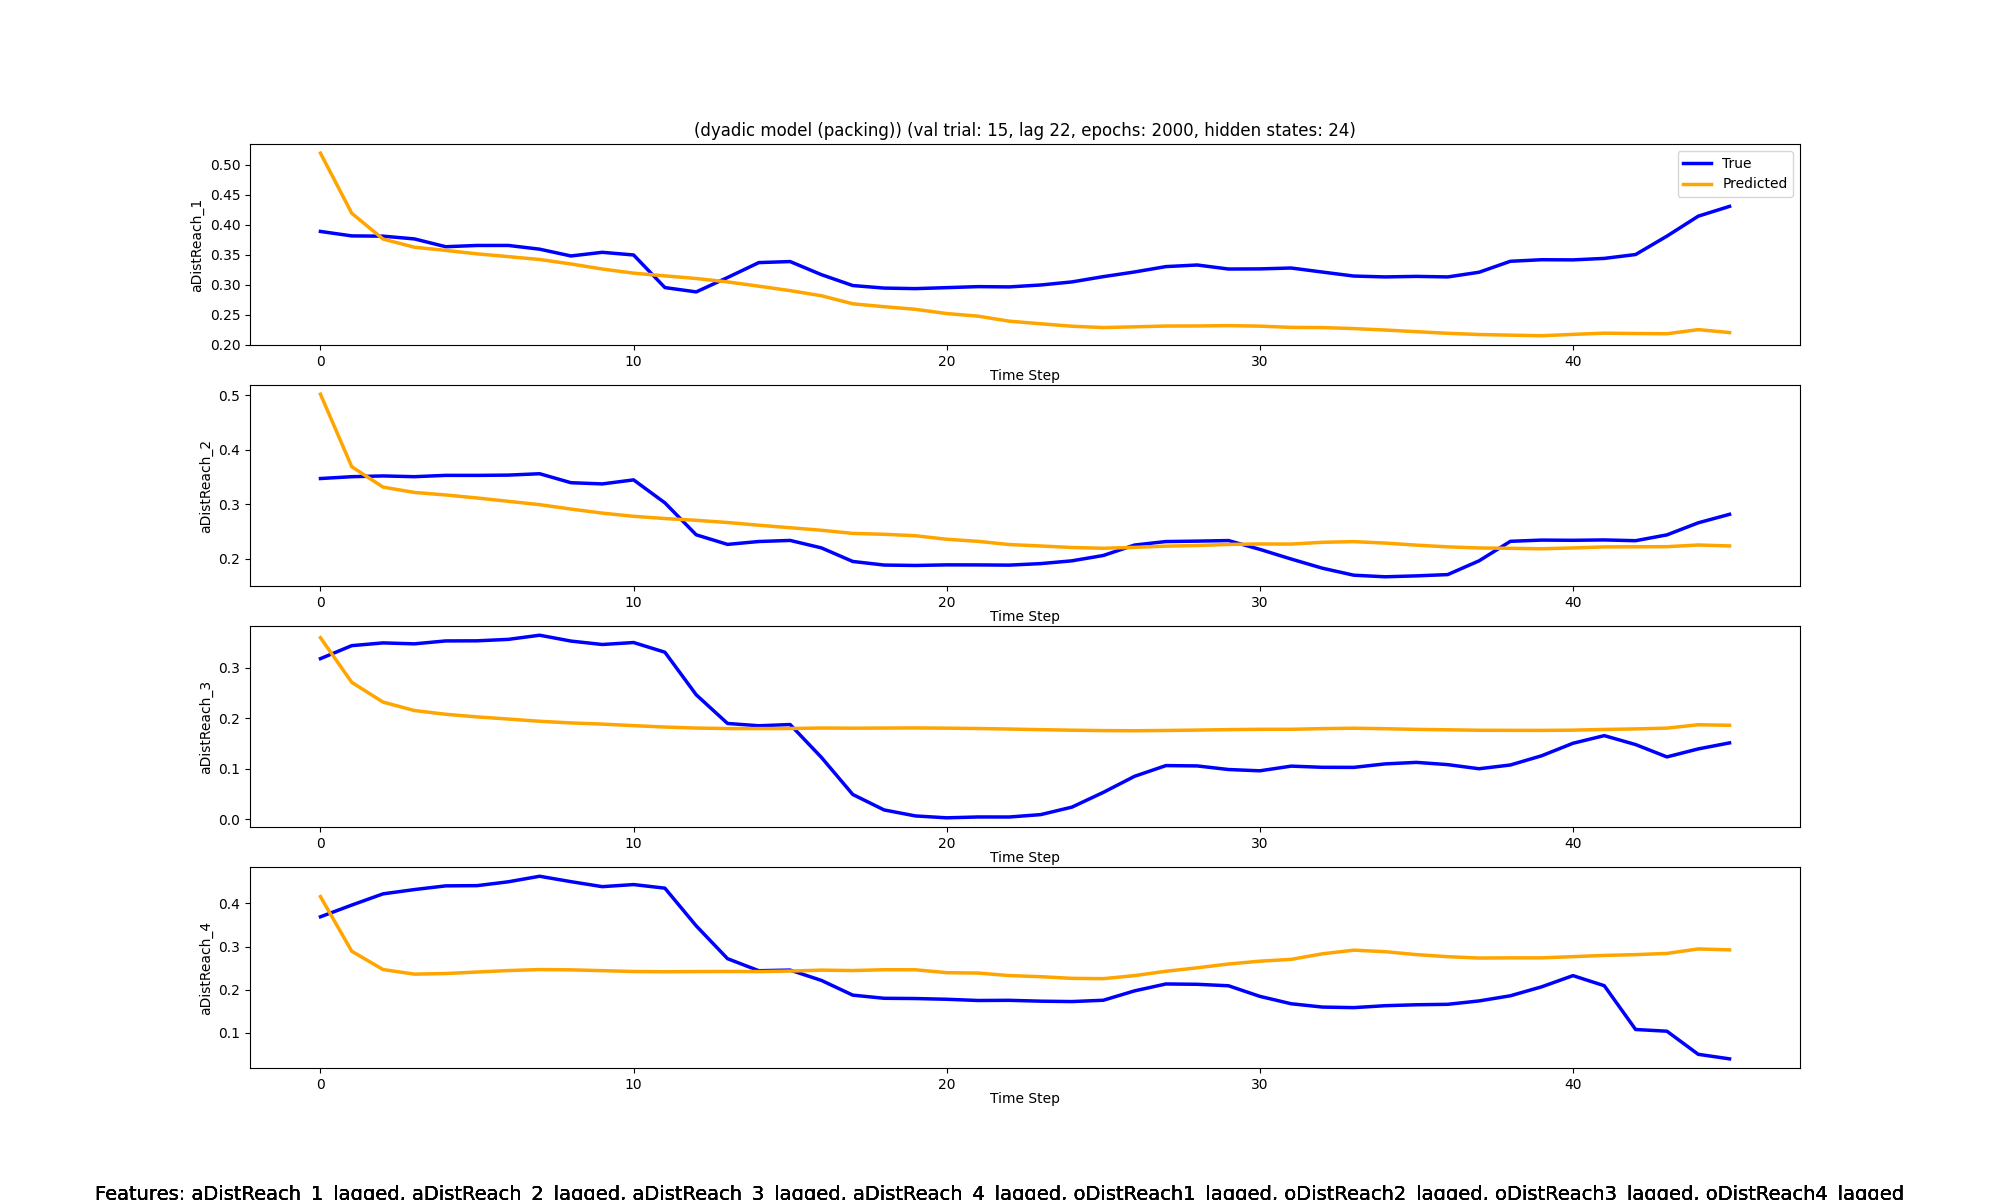 (dyadic model (packing)) (val trial: 15, lag 22, epochs: 2000, hidden states: 24)
True
Predicted
aDistReach_1
0.50
0.45
0.40
0.35
0.30
0.25
0.20
0 10 20 30 40
Time Step
aDistReach_2
0.5
0.4
0.3
0.2
0 10 20 30 40
Time Step
aDistReach_3
0.3
0.2
0.1
0.0
0 10 20 30 40
Time Step
aDistReach_4
0.4
0.3
0.2
0.1
0 10 20 30 40
Time Step
Features: aDistReach_1_lagged, aDistReach_2_lagged, aDistReach_3_lagged, aDistReach_4_lagged, oDistReach1_lagged, oDistReach2_lagged, oDistReach3_lagged, oDistReach4_lagged